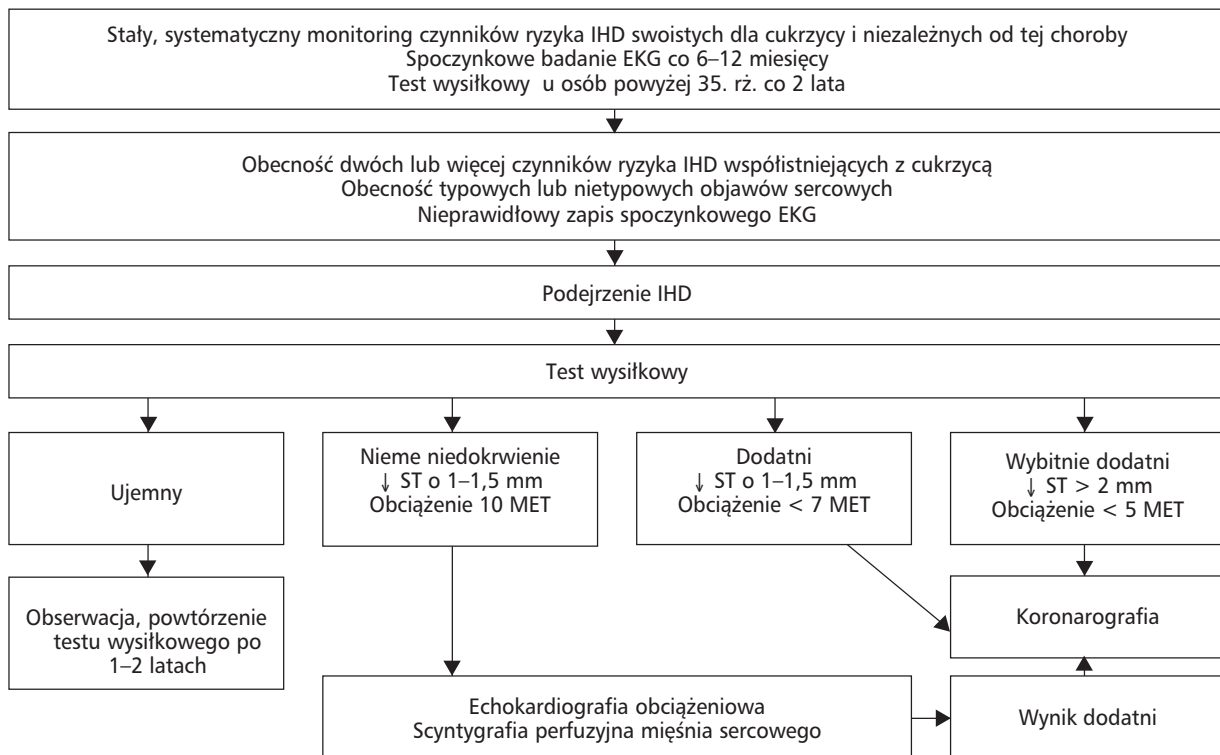 Stały, systematyczny monitoring czynników ryzyka IHD swoistych dla cukrzycy i niezależnych od tej choroby
Spoczynkowe badanie EKG co 6–12 miesięcy
Test wysiłkowy u osób powyżej 35. rż. co 2 lata
Obecność dwóch lub więcej czynników ryzyka IHD współistniejących z cukrzycą
Obecność typowych lub nietypowych objawów sercowych
Nieprawidłowy zapis spoczynkowego EKG
Podejrzenie IHD
Test wysiłkowy
Ujemny
Nieme niedokrwienie
↓ ST o 1–1,5 mm
Obciążenie 10 MET
Dodatni
↓ ST o 1–1,5 mm
Obciążenie < 7 MET
Wybitnie dodatni
↓ ST > 2 mm
Obciążenie < 5 MET
Obserwacja, powtórzenie
testu wysiłkowego po
1–2 latach
Koronarografia
Echokardiografia obciążeniowa
Scyntygrafia perfuzyjna mięśnia sercowego
Wynik dodatni